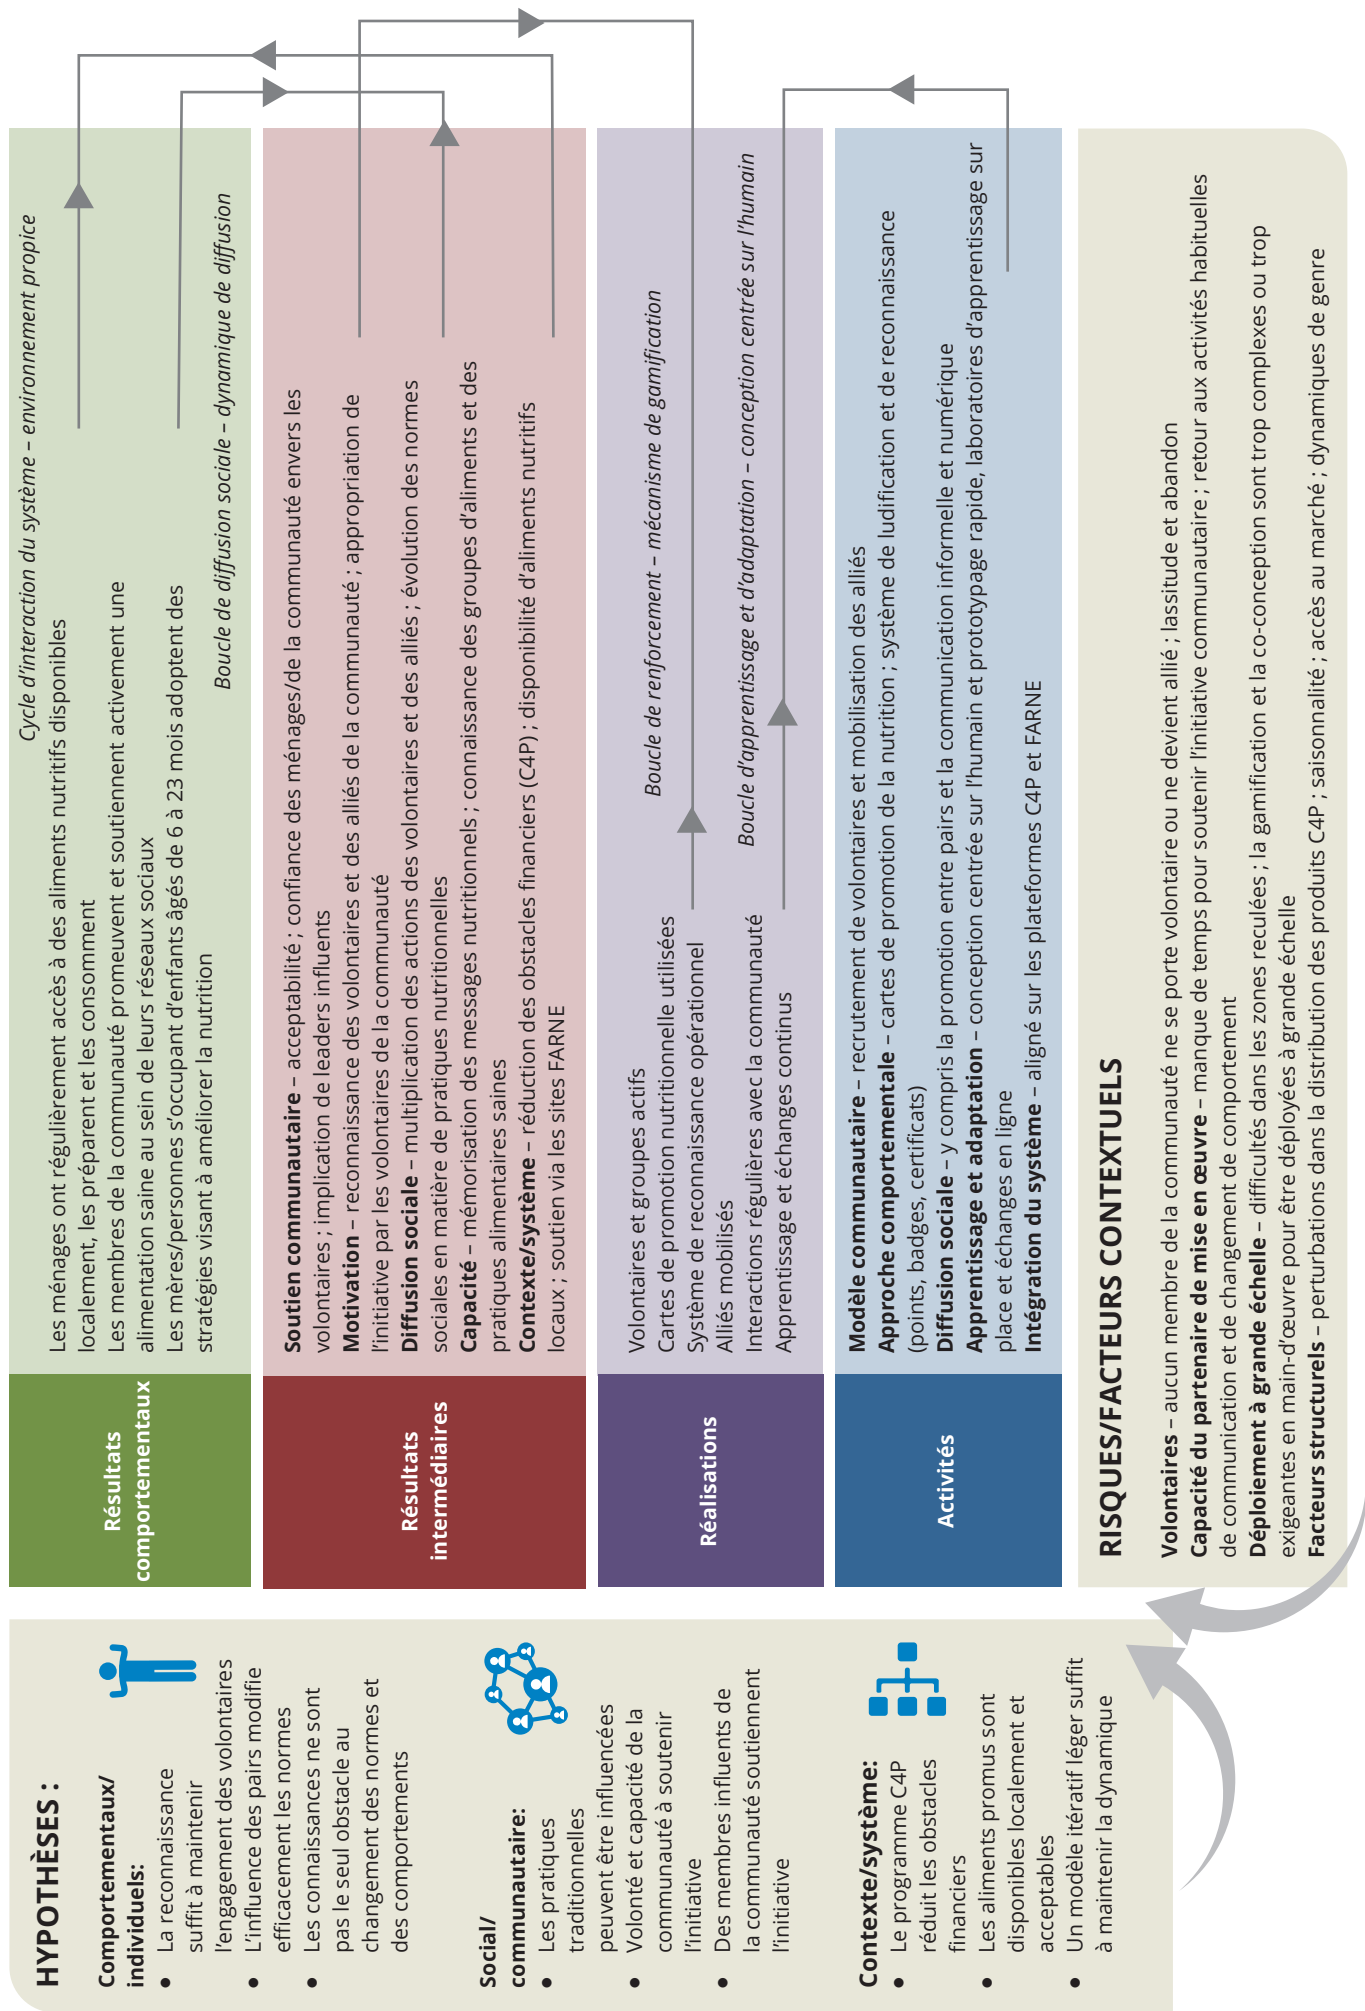 HYPOTHÈSES :
Comportementaux/
individuels:
● La reconnaissance
suffit à maintenir
l’engagement des volontaires
● L’influence des pairs modifie
efficacement les normes
● Les connaissances ne sont
pas le seul obstacle au
changement des normes et
des comportements
Social/
communautaire:
● Les pratiques
traditionnelles
peuvent être influencées
● Volonté et capacité de la
communauté à soutenir
l’initiative
● Des membres influents de
la communauté soutiennent
l’initiative
Contexte/système:
● Le programme C4P
réduit les obstacles
financiers
● Les aliments promus sont
disponibles localement et
acceptables
● Un modèle itératif léger suffit
à maintenir la dynamique
Résultats
comportementaux
Cycle d’interaction du système – environnement propice
Les ménages ont régulièrement accès à des aliments nutritifs disponibles
localement, les préparent et les consomment
Les membres de la communauté promeuvent et soutiennent activement une
alimentation saine au sein de leurs réseaux sociaux
Les mères/personnes s’occupant d’enfants âgés de 6 à 23 mois adoptent des
stratégies visant à améliorer la nutrition
Boucle de diffusion sociale – dynamique de diffusion
Résultats
intermédiaires
Soutien communautaire – acceptabilité ; confiance des ménages/de la communauté envers les
volontaires ; implication de leaders influents
Motivation – reconnaissance des volontaires et des alliés de la communauté ; appropriation de
l’initiative par les volontaires de la communauté
Diffusion sociale – multiplication des actions des volontaires et des alliés ; évolution des normes
sociales en matière de pratiques nutritionnelles
Capacité – mémorisation des messages nutritionnels ; connaissance des groupes d’aliments et des
pratiques alimentaires saines
Contexte/système – réduction des obstacles financiers (C4P) ; disponibilité d’aliments nutritifs
locaux ; soutien via les sites FARNE
Réalisations
Volontaires et groupes actifs
Cartes de promotion nutritionnelle utilisées
Système de reconnaissance opérationnel
Alliés mobilisés
Interactions régulières avec la communauté
Apprentissage et échanges continus
Boucle de renforcement – mécanisme de gamification
Boucle d’apprentissage et d’adaptation – conception centrée sur l’humain
Activités
Modèle communautaire – recrutement de volontaires et mobilisation des alliés
Approche comportementale – cartes de promotion de la nutrition ; système de ludification et de reconnaissance
(points, badges, certificats)
Diffusion sociale – y compris la promotion entre pairs et la communication informelle et numérique
Apprentissage et adaptation – conception centrée sur l’humain et prototypage rapide, laboratoires d’apprentissage sur
place et échanges en ligne
Intégration du système – aligné sur les plateformes C4P et FARNE
RISQUES/FACTEURS CONTEXTUELS
Volontaires – aucun membre de la communauté ne se porte volontaire ou ne devient allié ; lassitude et abandon
Capacité du partenaire de mise en œuvre – manque de temps pour soutenir l’initiative communautaire ; retour aux activités habituelles
de communication et de changement de comportement
Déploiement à grande échelle – difficultés dans les zones reculées ; la gamification et la co-conception sont trop complexes ou trop
exigeantes en main-d’œuvre pour être déployées à grande échelle
Facteurs structurels – perturbations dans la distribution des produits C4P ; saisonnalité ; accès au marché ; dynamiques de genre